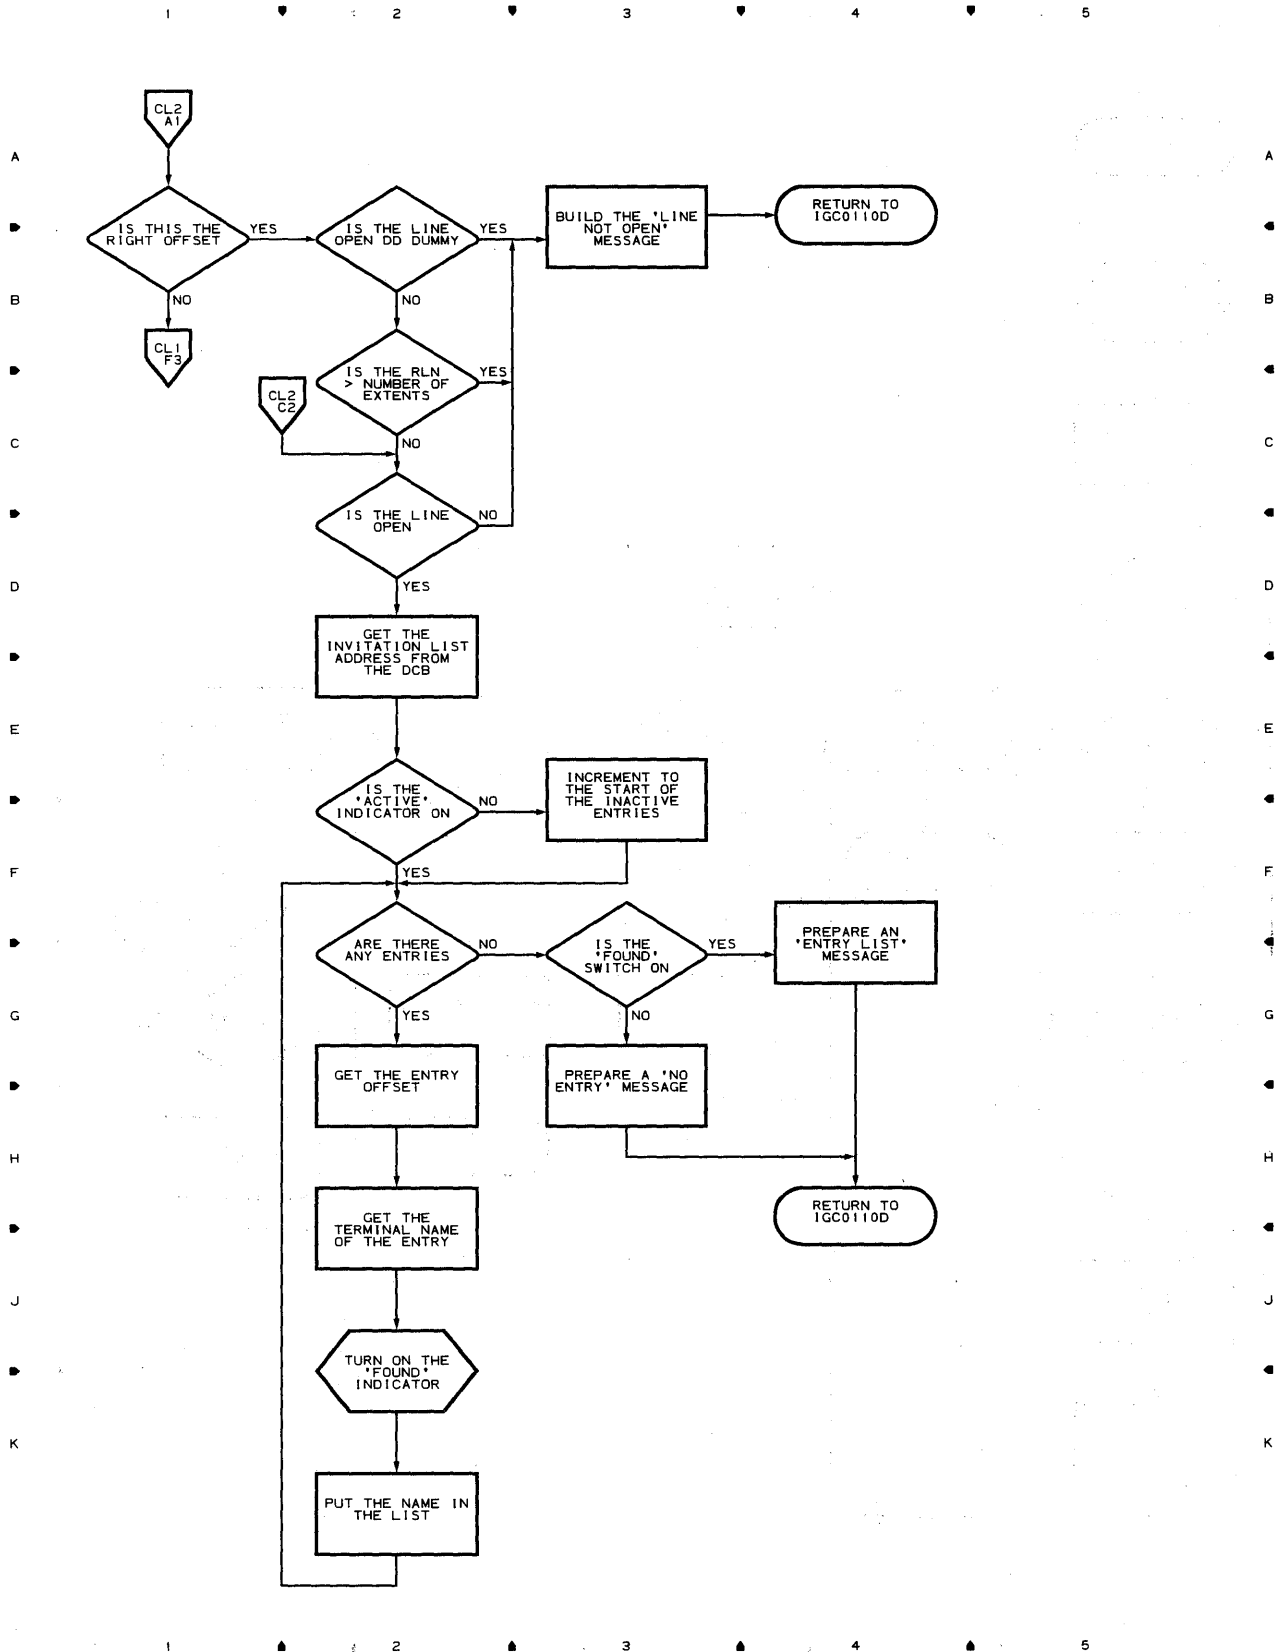 1 2 3 4 5
CL2
A1
A A
IS THIS THE
RIGHT OFFSET
YES
IS THE LINE
OPEN DD DUMMY
YES
BUILD THE 'LINE
NOT OPEN'
MESSAGE
RETURN TO
IGC0110D
B B
NO
NO
CL1
F3
IS THE RLN
> NUMBER OF
EXTENTS
YES
CL2
C2
C C
NO
IS THE LINE
OPEN
NO
D D
YES
GET THE
INVITATION LIST
ADDRESS FROM
THE DCB
E E
IS THE
'ACTIVE'
INDICATOR ON
NO
INCREMENT TO
THE START OF
THE INACTIVE
ENTRIES
F F
YES
ARE THERE
ANY ENTRIES
NO
IS THE
'FOUND'
SWITCH ON
YES
PREPARE AN
'ENTRY LIST'
MESSAGE
G G
YES
NO
GET THE ENTRY
OFFSET
PREPARE A 'NO
ENTRY' MESSAGE
H H
GET THE
TERMINAL NAME
OF THE ENTRY
RETURN TO
IGC0110D
J J
TURN ON THE
'FOUND'
INDICATOR
K K
PUT THE NAME IN
THE LIST
1 2 3 4 5